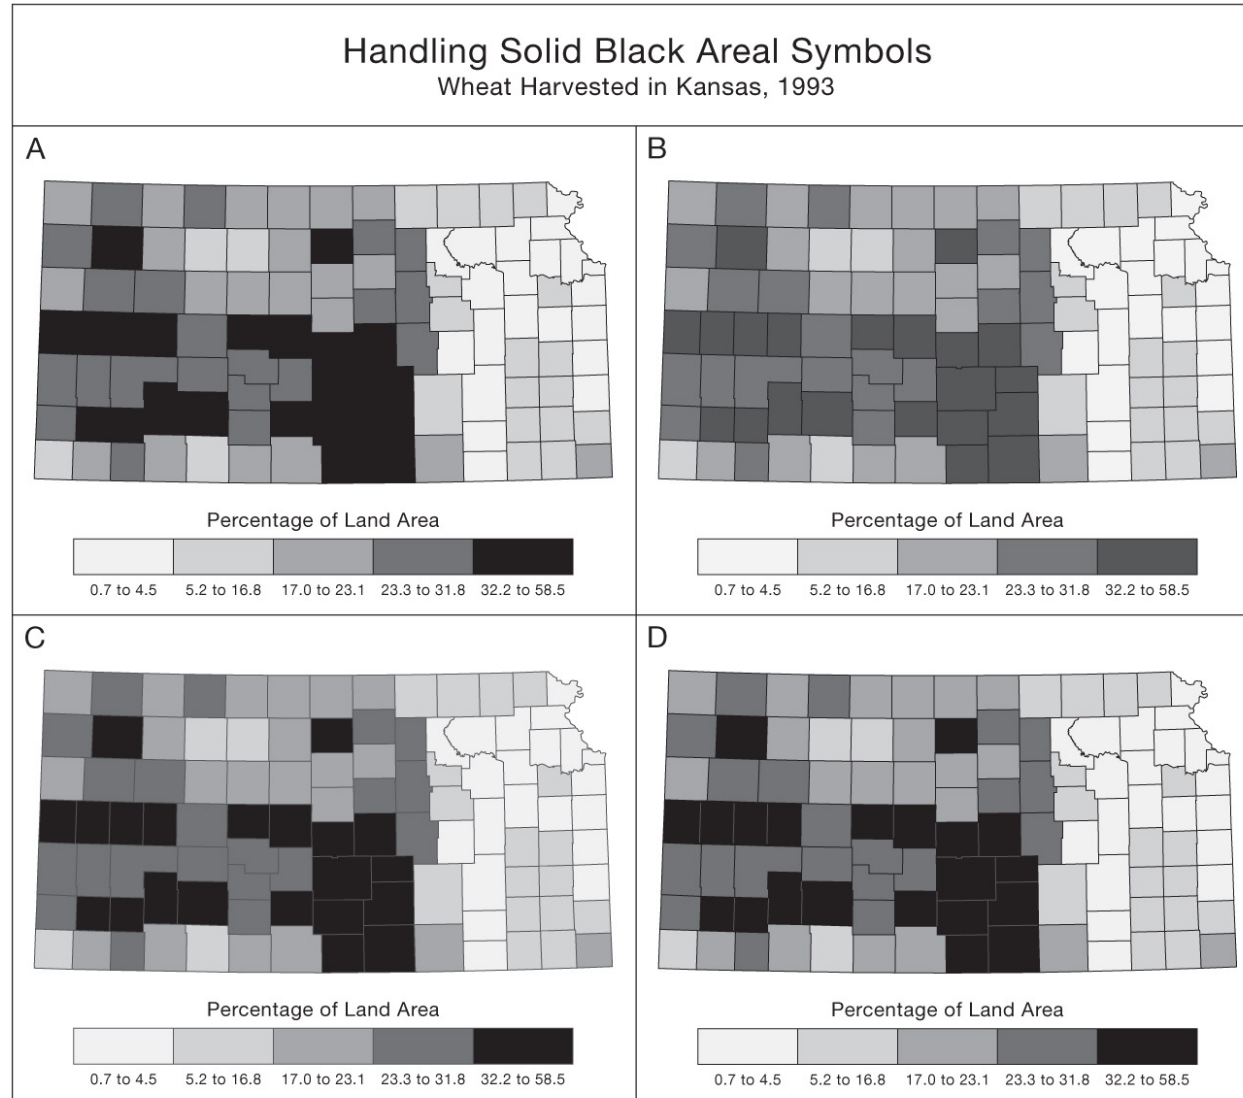 Handling Solid Black Areal Symbols
Wheat Harvested in Kansas, 1993
A
Percentage of Land Area
0.7 to 4.5 5.2 to 16.8 17.0 to 23.1 23.3 to 31.8 32.2 to 58.5
B
Percentage of Land Area
0.7 to 4.5 5.2 to 16.8 17.0 to 23.1 23.3 to 31.8 32.2 to 58.5
C
Percentage of Land Area
0.7 to 4.5 5.2 to 16.8 17.0 to 23.1 23.3 to 31.8 32.2 to 58.5
D
Percentage of Land Area
0.7 to 4.5 5.2 to 16.8 17.0 to 23.1 23.3 to 31.8 32.2 to 58.5